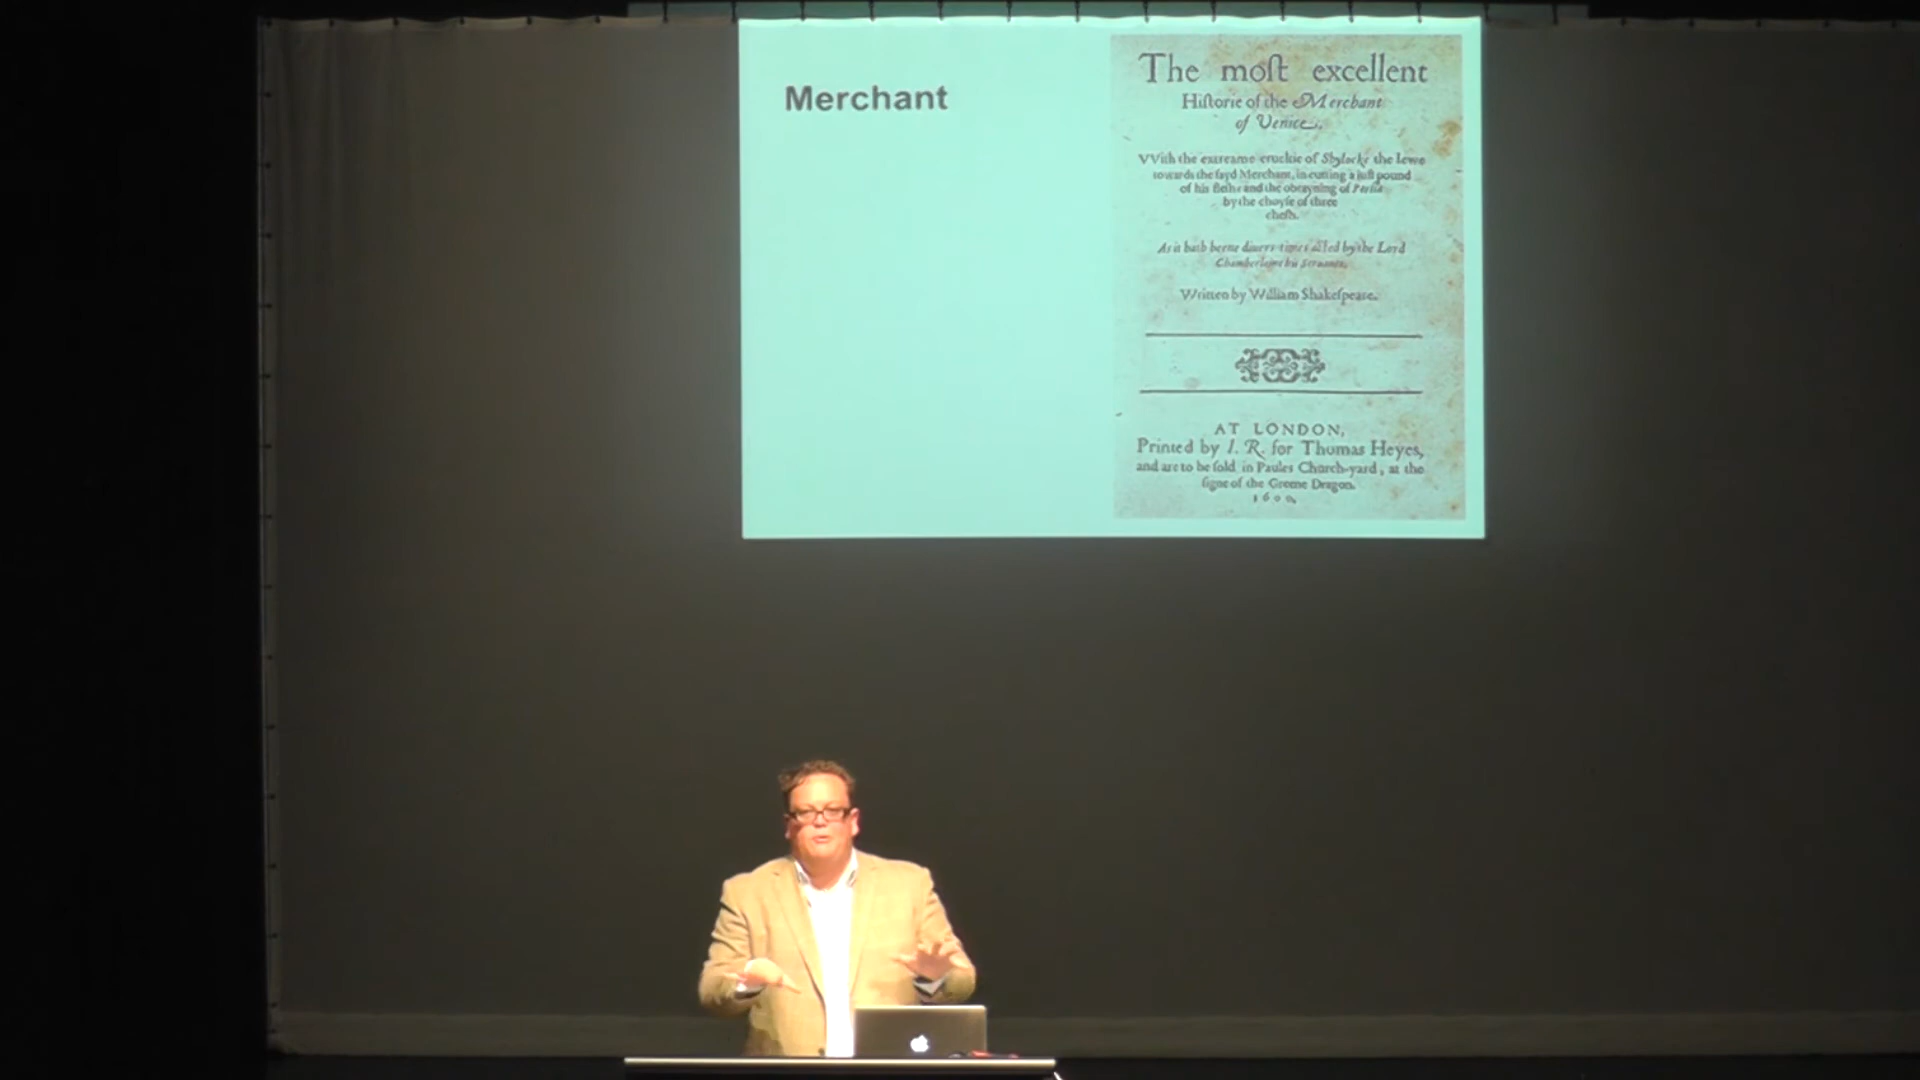 Merchant
The moſt excellent
Hiſtorie of the Merchant
of Venice.
VVith the extreame crueltie of Shylocke the Iewe
towards the ſayd Merchant, in cutting a iuſt pound
of his fleſh: and the obtayning of Portia
by the choyſe of three
cheſts.
As it hath beene diuers times acted by the Lord
Chamberlaine his Seruants.
Written by William Shakeſpeare.
AT LONDON,
Printed by I. R. for Thomas Heyes,
and are to be ſold in Paules Church-yard, at the
ſigne of the Greene Dragon.
1600.